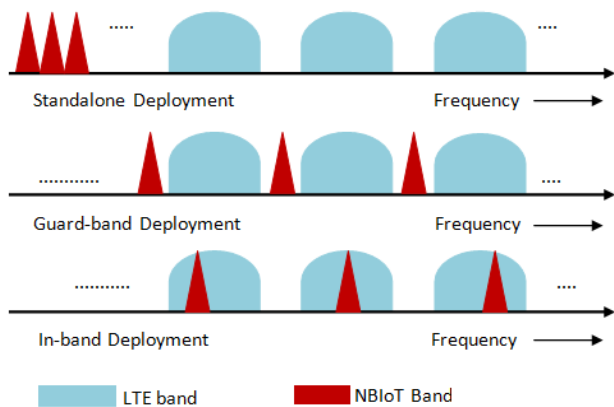 .....
....
Standalone Deployment Frequency
............
....
Guard-band Deployment Frequency
...........
....
In-band Deployment Frequency
LTE band NBIoT Band